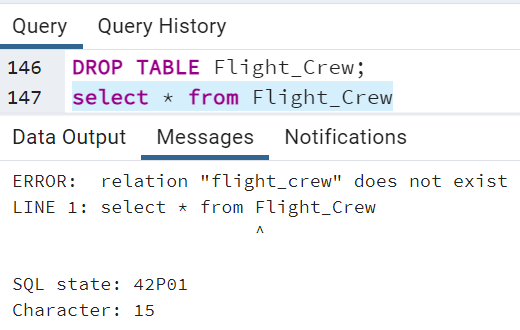 Query Query History
146 DROP TABLE Flight_Crew;
147 select * from Flight_Crew
Data Output Messages Notifications
ERROR:  relation "flight_crew" does not exist
LINE 1: select * from Flight_Crew
                      ^
SQL state: 42P01
Character: 15